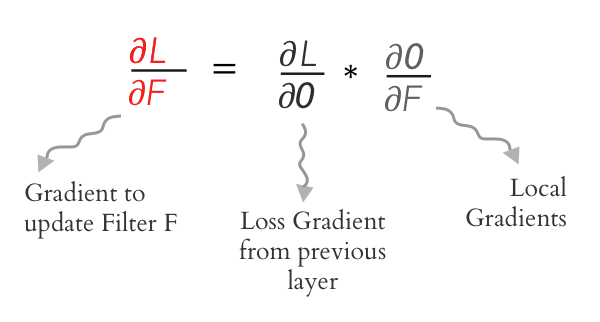 ∂L/∂F = ∂L/∂O * ∂O/∂F
Gradient to
update Filter F
Loss Gradient
from previous
layer
Local
Gradients